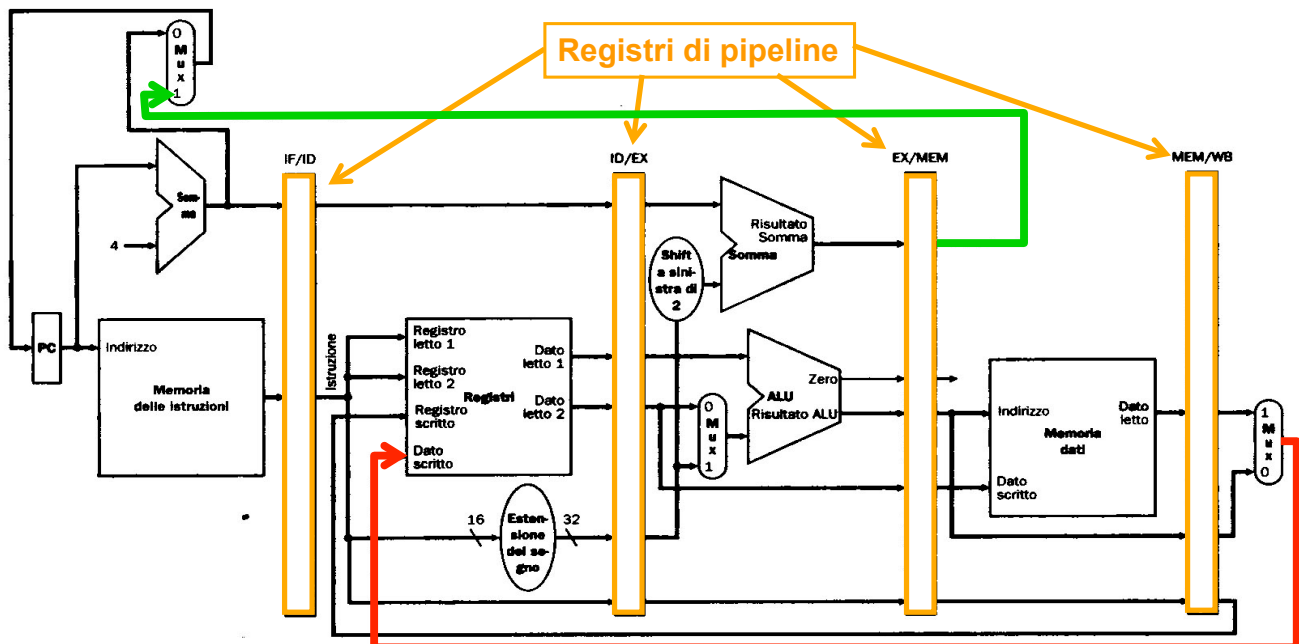 Registri di pipeline
0
M
u
x
1
IF/ID
ID/EX
EX/MEM
MEM/WB
Som-
ma
4
Shift
a sini-
stra di
2
Risultato
Somma
Somma
PC
Indirizzo
Memoria
delle istruzioni
Istruzione
Registro
letto 1
Registro
letto 2
Registro
scritto
Dato
scritto
Registri
Dato
letto 1
Dato
letto 2
0
M
u
x
1
Zero
ALU
Risultato ALU
Indirizzo
Dato
letto
Memoria
dati
Dato
scritto
1
M
u
x
0
16
Esten-
sione
del se-
gno
32